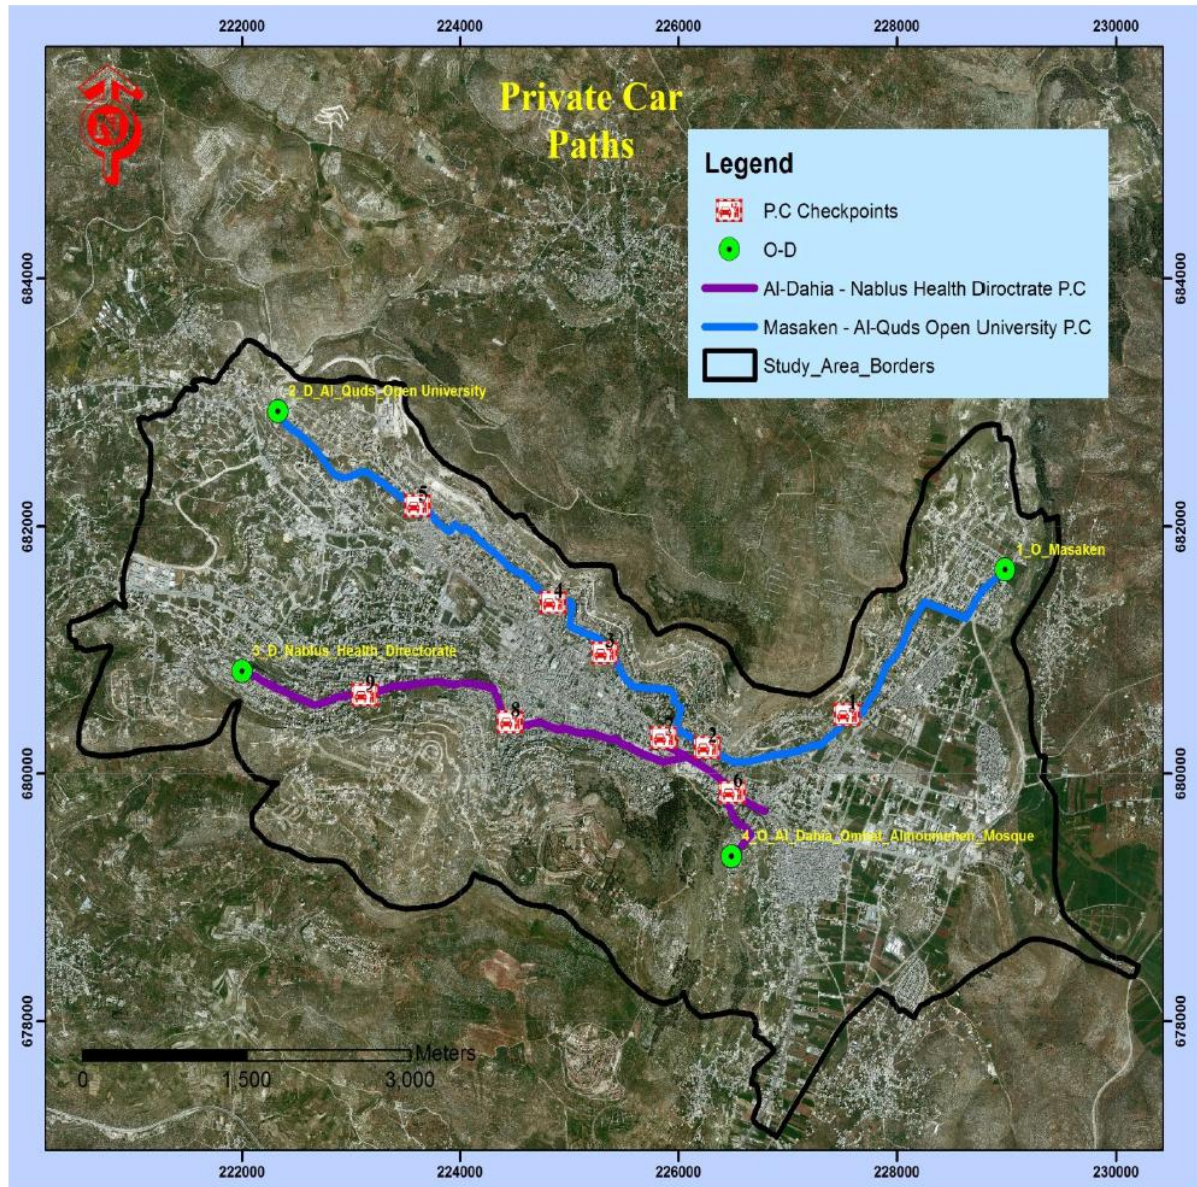 222000 224000 226000 228000 230000
Private Car
Paths
Legend
P.C Checkpoints
O-D
Al-Dahia - Nablus Health Diroctrate P.C
Masaken - Al-Quds Open University P.C
Study_Area_Borders
N
684000 684000
2_D_Al_Quds_Open University
5
682000 682000
1_O_Masaken
4
3
3_D_Nablus_Health_Directorate
9
1
8
7
2
680000 680000
6
4_O_Al_Dahia_Ommat_Almoumenen_Mosque
678000 678000
Meters
0 1,500 3,000
222000 224000 226000 228000 230000